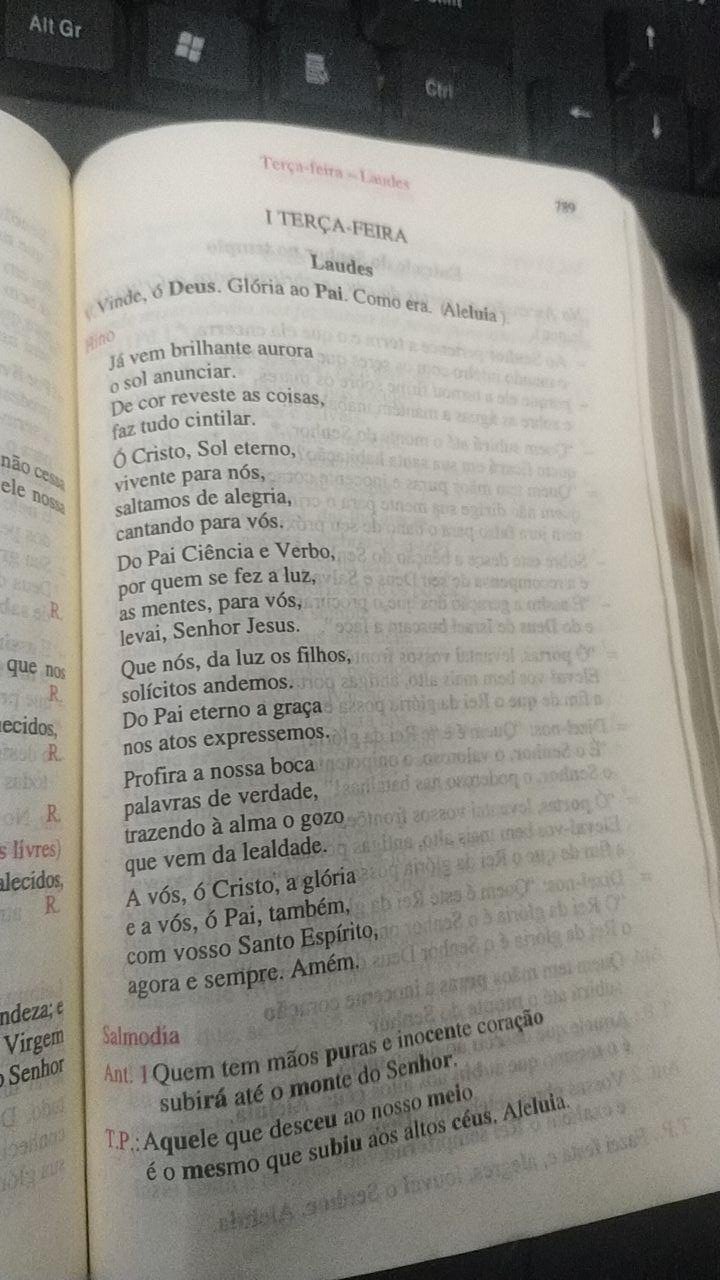 Alt Gr
Ctrl
Terça-feira – Laudes
789
I TERÇA-FEIRA
Laudes
V. Vinde, ó Deus. Glória ao Pai. Como era. (Aleluia).
Hino
Já vem brilhante aurora
o sol anunciar.
De cor reveste as coisas,
faz tudo cintilar.
Ó Cristo, Sol eterno,
vivente para nós,
saltamos de alegria,
cantando para vós.
Do Pai Ciência e Verbo,
por quem se fez a luz,
as mentes, para vós,
levai, Senhor Jesus.
Que nós, da luz os filhos,
solícitos andemos.
Do Pai eterno a graça
nos atos expressemos.
Profira a nossa boca
palavras de verdade,
trazendo à alma o gozo
que vem da lealdade.
A vós, ó Cristo, a glória
e a vós, ó Pai, também,
com vosso Santo Espírito,
agora e sempre. Amém.
Salmodia
Ant. 1 Quem tem mãos puras e inocente coração
subirá até o monte do Senhor.
T.P.: Aquele que desceu ao nosso meio
é o mesmo que subiu aos altos céus. Aleluia.
não cessa
ele nossa
R.
que nos
R.
ecidos,
R.
R.
s livres)
alecidos,
R.
ndeza; e
Virgem
o Senhor